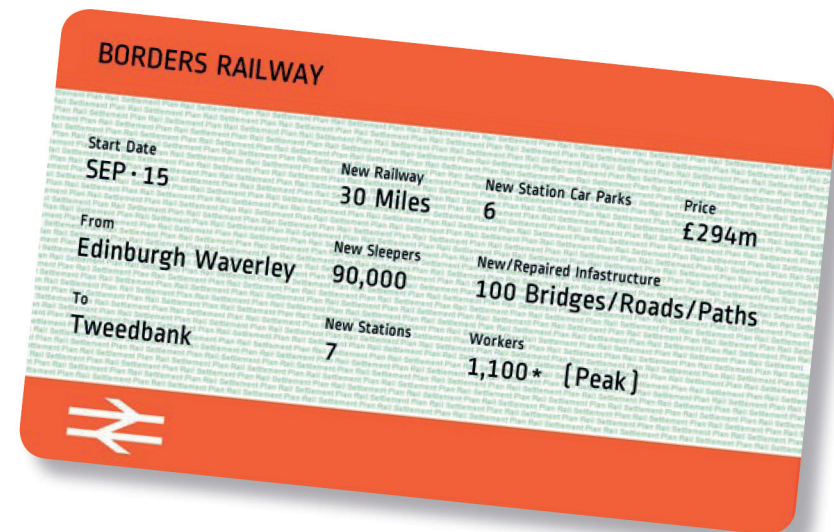 BORDERS RAILWAY
Start Date
SEP·15
New Railway
30 Miles
New Station Car Parks
6
Price
£294m
From
Edinburgh Waverley
New Sleepers
90,000
New/Repaired Infastructure
100 Bridges/Roads/Paths
To
Tweedbank
New Stations
7
Workers
1,100* [Peak]